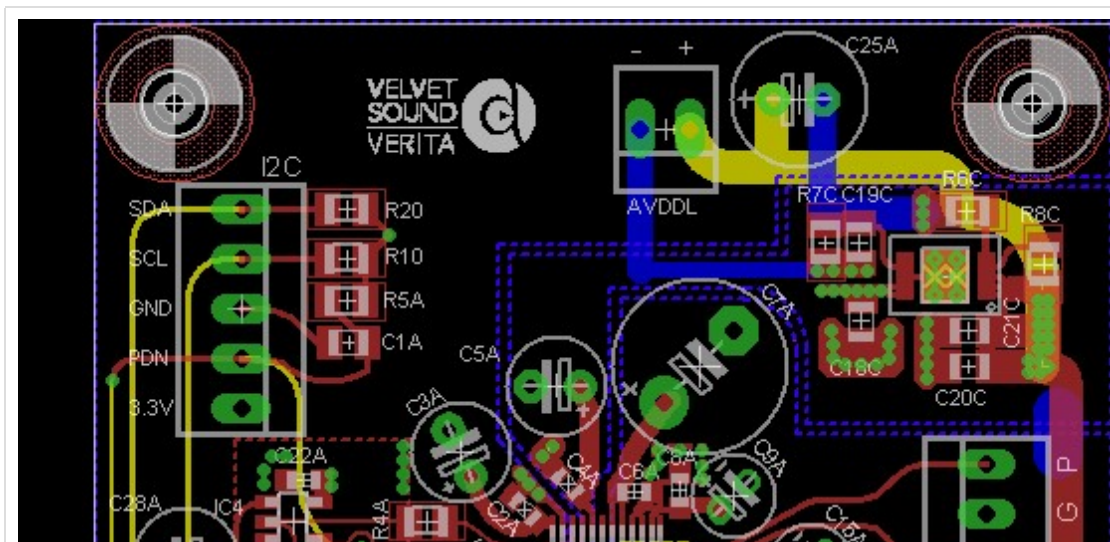 - +
C25A
VELVET
SOUND
VERITA
I2C
SDA
R20
SCL
R10
GND
R5A
C1A
PDN
3.3V
AVDDL
R7C C19C
R6C
R8C
C7A
C21C
C18C
C20C
C5A
C3A
C4A
C2A
C6A
C8A
C9A
C22A
C28A
IC4
R4A
C15A
P
G